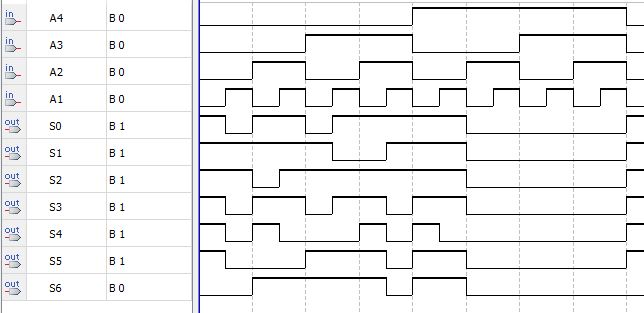 in A4 B 0
in A3 B 0
in A2 B 0
in A1 B 0
out S0 B 1
out S1 B 1
out S2 B 1
out S3 B 1
out S4 B 1
out S5 B 1
out S6 B 0